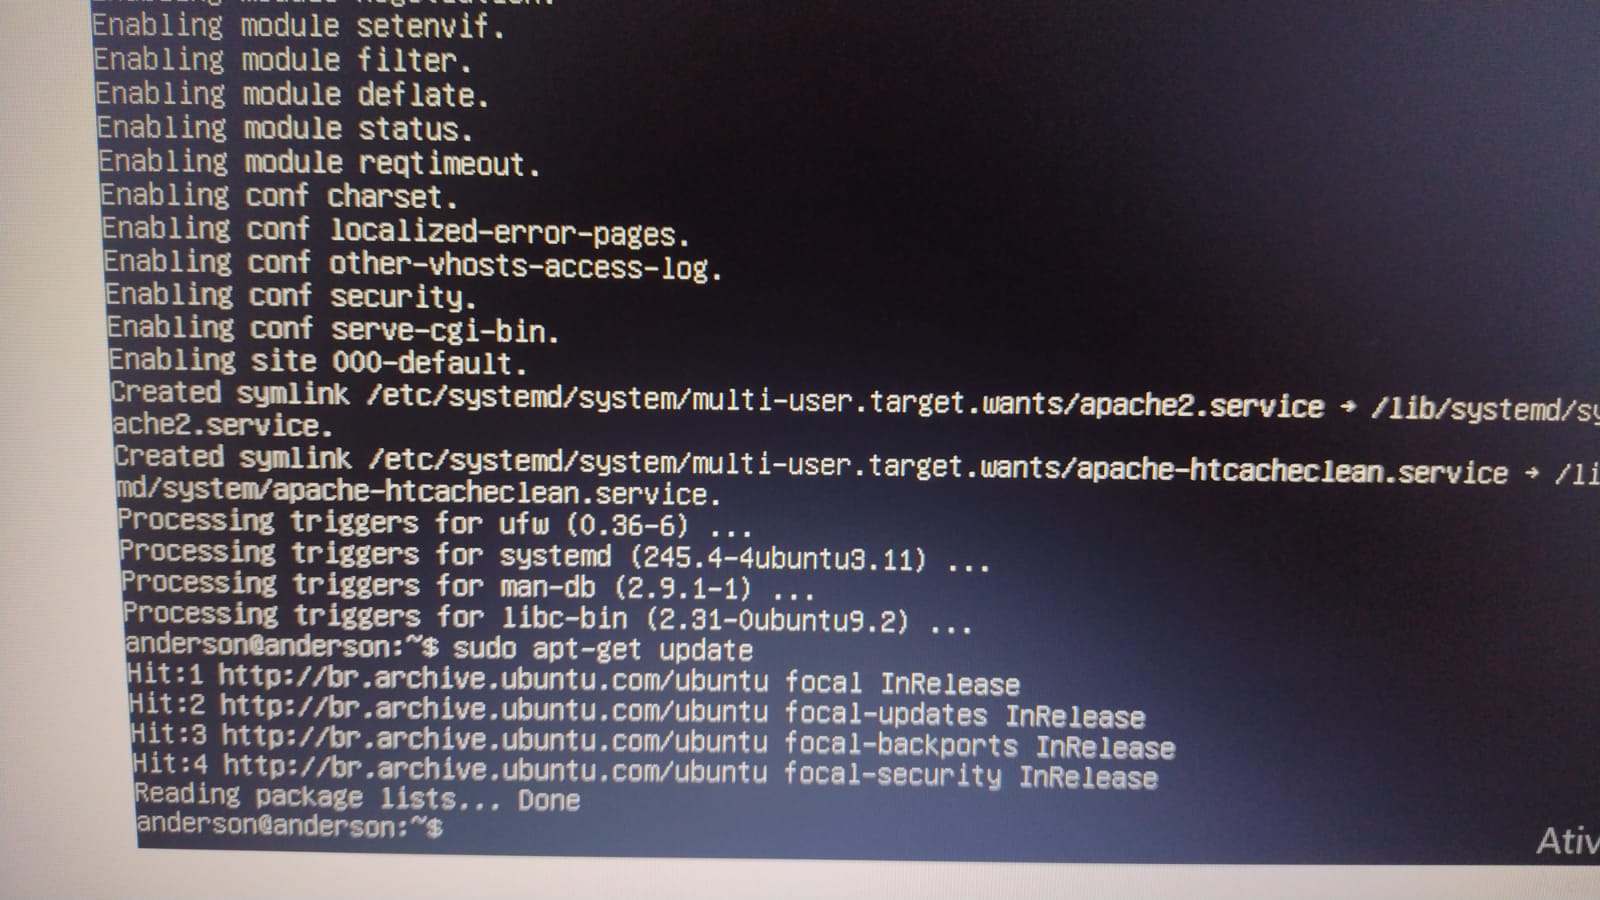 Enabling module setenvif.
Enabling module filter.
Enabling module deflate.
Enabling module status.
Enabling module reqtimeout.
Enabling conf charset.
Enabling conf localized-error-pages.
Enabling conf other-vhosts-access-log.
Enabling conf security.
Enabling conf serve-cgi-bin.
Enabling site 000-default.
Created symlink /etc/systemd/system/multi-user.target.wants/apache2.service → /lib/systemd/sy
ache2.service.
Created symlink /etc/systemd/system/multi-user.target.wants/apache-htcacheclean.service → /li
md/system/apache-htcacheclean.service.
Processing triggers for ufw (0.36-6) ...
Processing triggers for systemd (245.4-4ubuntu3.11) ...
Processing triggers for man-db (2.9.1-1) ...
Processing triggers for libc-bin (2.31-0ubuntu9.2) ...
anderson@anderson:~$ sudo apt-get update
Hit:1 http://br.archive.ubuntu.com/ubuntu focal InRelease
Hit:2 http://br.archive.ubuntu.com/ubuntu focal-updates InRelease
Hit:3 http://br.archive.ubuntu.com/ubuntu focal-backports InRelease
Hit:4 http://br.archive.ubuntu.com/ubuntu focal-security InRelease
Reading package lists... Done
anderson@anderson:~$
Ativ